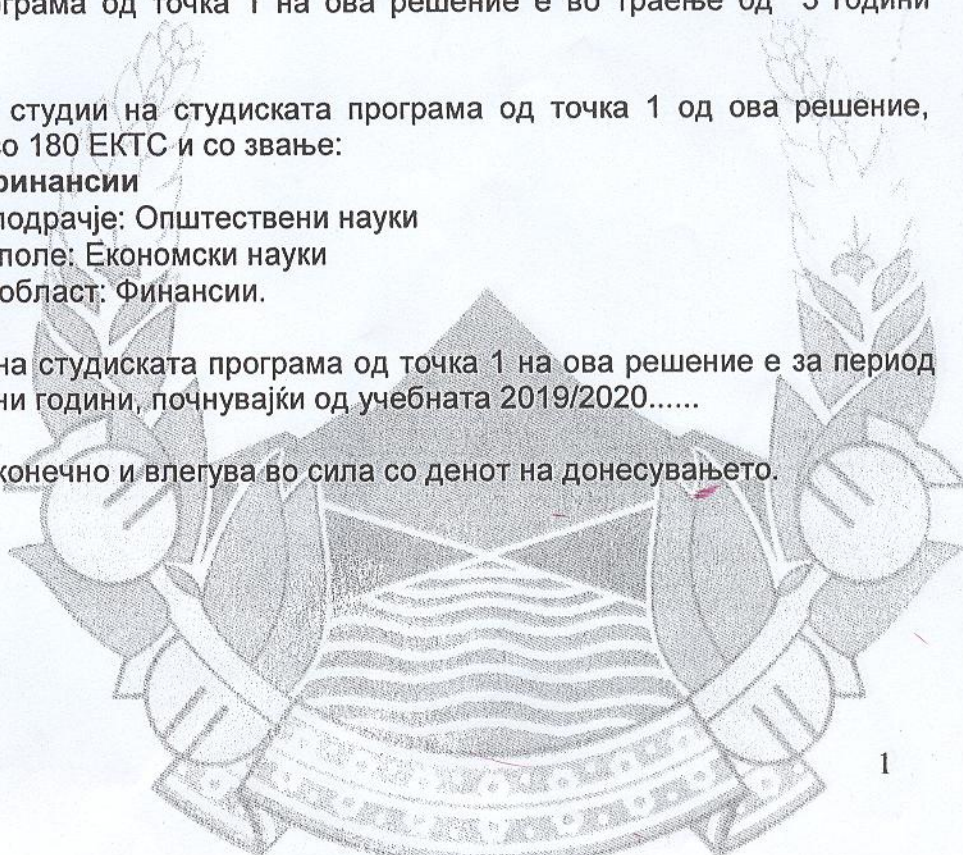 од точка 1 на ова решение е во траење од 3 години
студии на студиската програма од точка 1 од ова решение,
180 ЕКТС и со звање:
подрачје: Општествени науки
поле: Економски науки
област: Финансии.
на студиската програма од точка 1 на ова решение е за период
години, почнувајќи од учебната 2019/2020......
конечно и влегува во сила со денот на донесувањето.
1